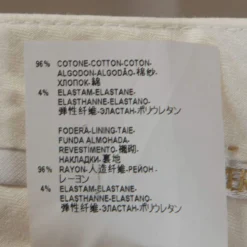 96% COTONE-COTTON-COTON-
ALGODON-ALGODÃO-棉纱-
ХЛОПОК-綿
4% ELASTAM-ELASTANE-
ELASTHANNE-ELASTANO-
弹性纤维-ЭЛАСТАН-ポリウレタン
FODERA-LINING-TAIE-
FUNDA ALMOHADA-
REVESTIMENTO-衬网-
НАКЛАДКИ-裏地
96% RAYON-人造纤维-РЕЙОН-
レーヨン
4% ELASTAM-ELASTANE-
ELASTHANNE-ELASTANO-
弹性纤维-ЭЛАСТАН-ポリウレタン